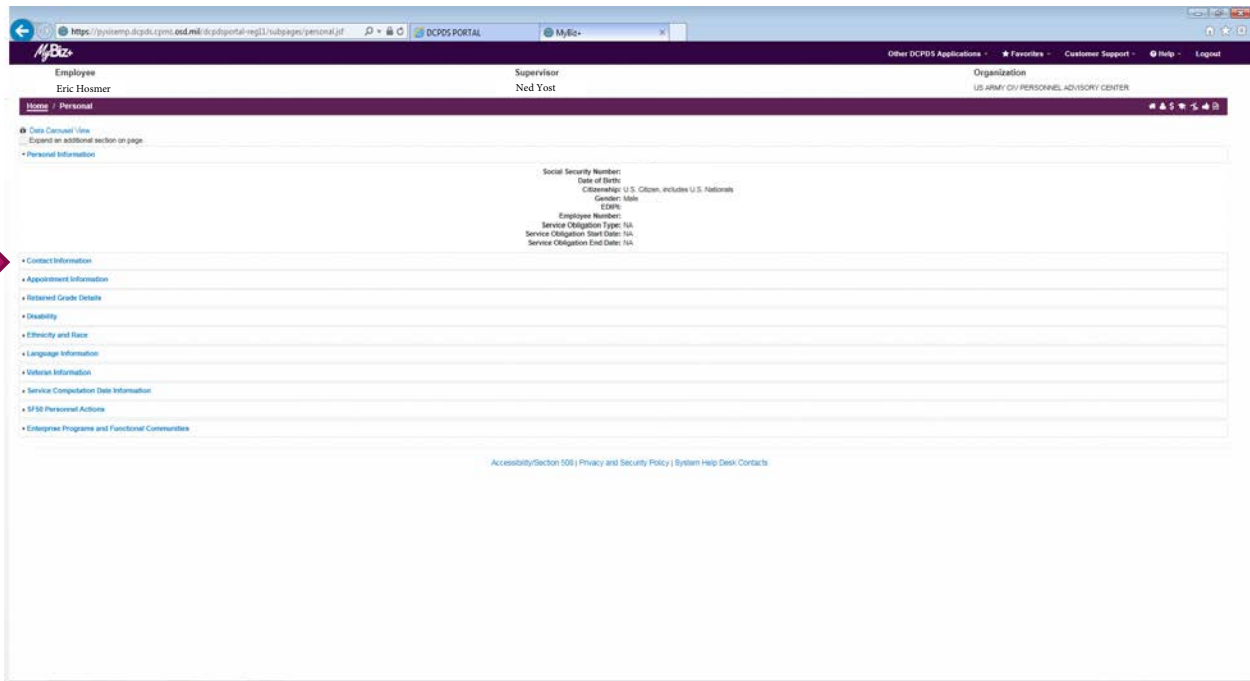 https://pyvicemp.dcpds.cpms.osd.mil/dcpdsportal-reg11/subpages/personal.jsf
DCPDS PORTAL
MyBiz+
MyBiz+
Other DCPDS Applications
Favorites
Customer Support
Help
Logout
Employee
Supervisor
Organization
Eric Hosmer
Ned Yost
US ARMY CIV PERSONNEL ADVISORY CENTER
Home / Personal
Data Carousel View
Expand an additional section on page
Personal Information
Social Security Number:
Date of Birth:
Citizenship: U.S. Citizen, includes U.S. Nationals
Gender: Male
EDIPI:
Employee Number:
Service Obligation Type: NA
Service Obligation Start Date: NA
Service Obligation End Date: NA
Contact Information
Appointment Information
Retained Grade Details
Disability
Ethnicity and Race
Language Information
Veteran Information
Service Computation Date Information
SF50 Personnel Actions
Enterprise Programs and Functional Communities
Accessibility/Section 508 | Privacy and Security Policy | System Help Desk Contacts